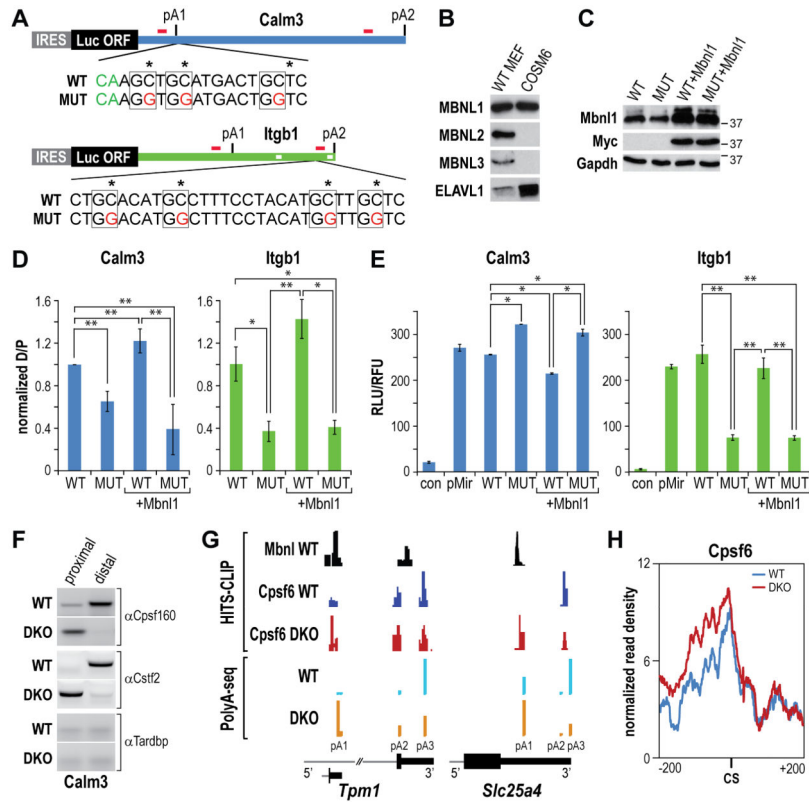 A
Calm3
pA1
pA2
IRES
Luc ORF
* * *
WT CAAGCTGCATGACTGCTC
MUT CAAGGTGGATGACTGGTC
Itgb1
pA1
pA2
IRES
Luc ORF
* * * *
WT CTGCACATGCCTTTCCTACATGCTTGCTC
MUT CTGGACATGGCTTTCCTACATGGTTGGTC
B
WT MEF
COSM6
MBNL1
MBNL2
MBNL3
ELAVL1
C
WT
MUT
WT+Mbnl1
MUT+Mbnl1
Mbnl1
37
Myc
37
Gapdh
37
D
Calm3
normalized D/P
1.6
1.2
0.8
0.4
0
**
**
**
**
WT MUT WT MUT
+Mbnl1
Itgb1
1.6
1.2
0.8
0.4
0
*
**
*
*
WT MUT WT MUT
+Mbnl1
E
Calm3
RLU/RFU
300
200
100
0
*
*
*
*
con pMir WT MUT WT MUT
+Mbnl1
Itgb1
300
200
100
0
**
**
**
**
con pMir WT MUT WT MUT
+Mbnl1
F
proximal
distal
WT
DKO
αCpsf160
WT
DKO
αCstf2
WT
DKO
αTardbp
Calm3
G
HITS-CLIP
Mbnl WT
Cpsf6 WT
Cpsf6 DKO
PolyA-seq
WT
DKO
pA1 pA2 pA3 pA1 pA2 pA3
5' 3' 5' 3'
Tpm1 Slc25a4
H
Cpsf6
normalized read density
12
9
6
3
0
WT
DKO
-200 CS +200